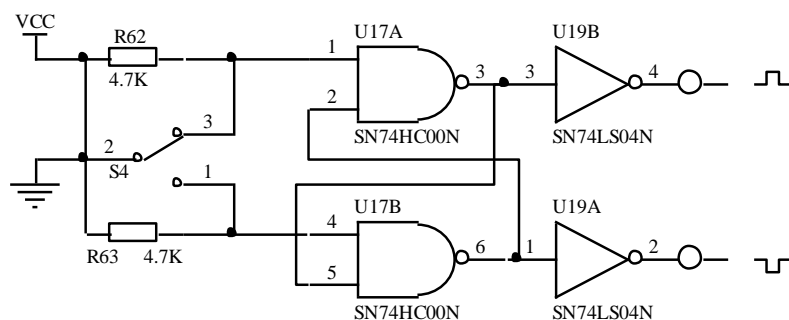 VCC
R62
4.7K
U17A
1
2
3
SN74HC00N
U19B
3
4
SN74LS04N
2
S4
3
1
R63
4.7K
U17B
4
5
6
SN74HC00N
U19A
1
2
SN74LS04N